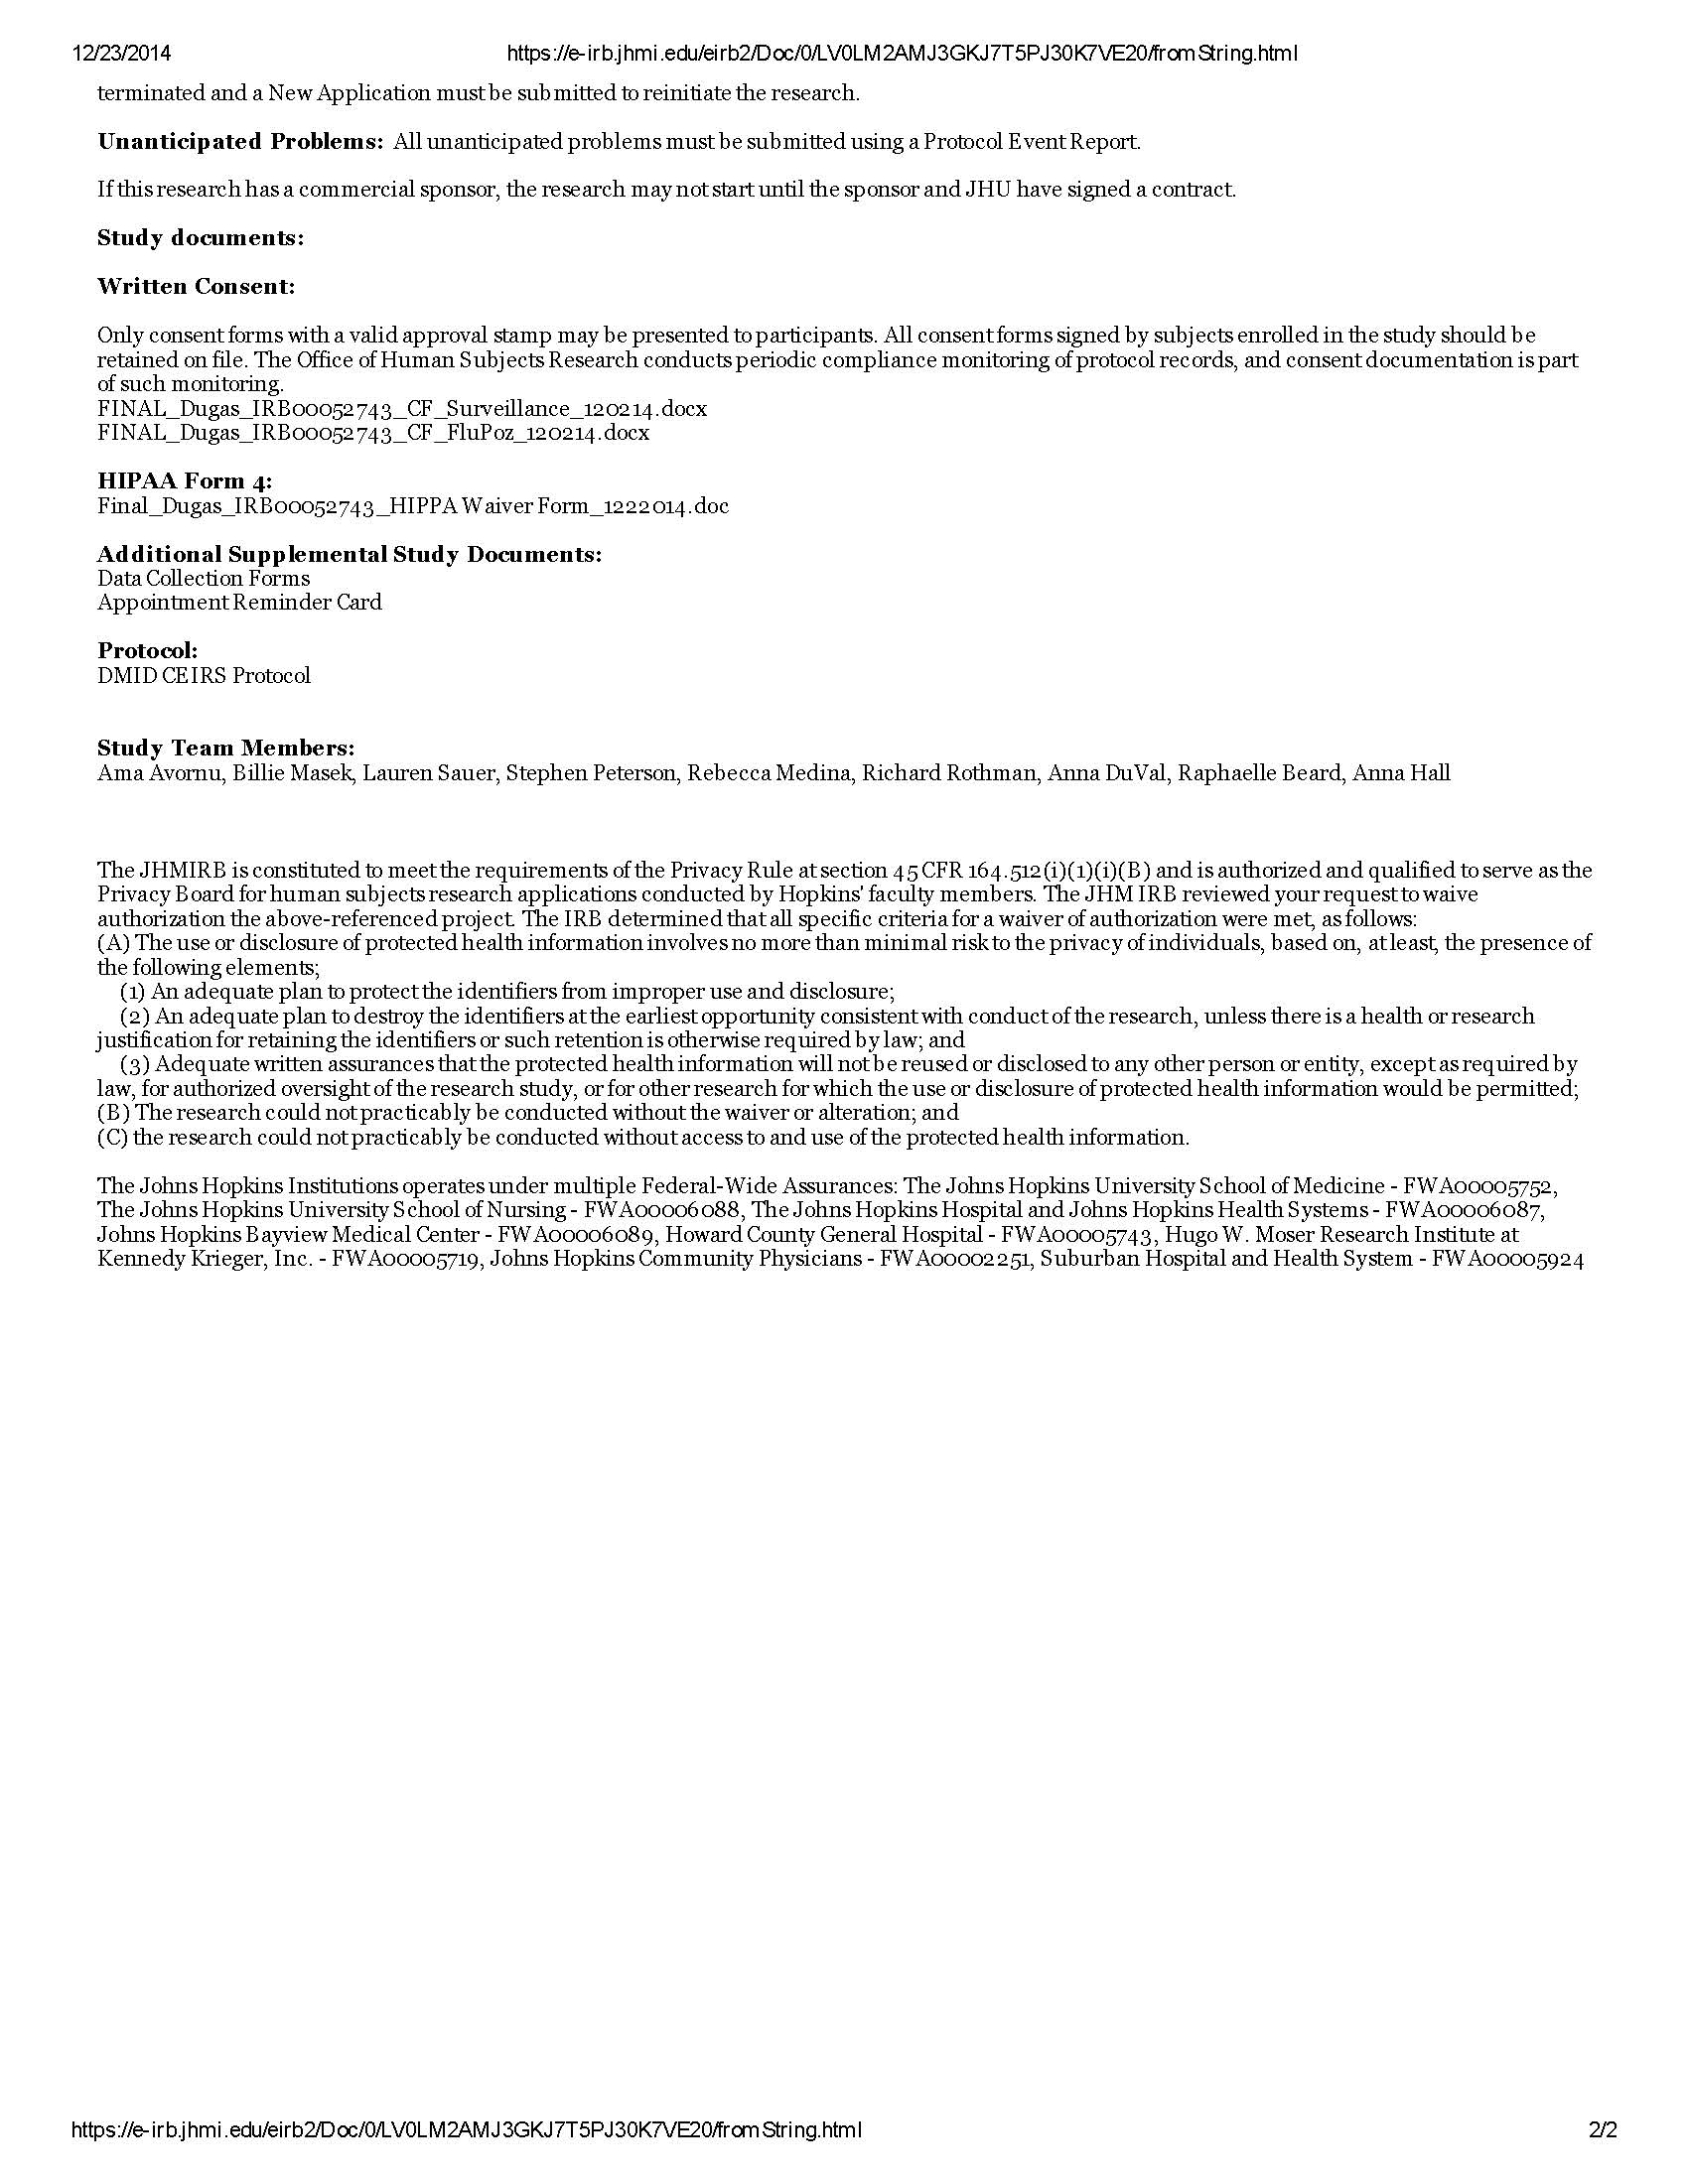 12/23/2014 https://e-irb.jhmi.edu/eirb2/Doc/0/LV0LM2AMJ3GKJ7T5PJ30K7VE20/fromString.html
terminated and a New Application must be submitted to reinitiate the research.
Unanticipated Problems: All unanticipated problems must be submitted using a Protocol Event Report.
If this research has a commercial sponsor, the research may not start until the sponsor and JHU have signed a contract.
Study documents:
Written Consent:
Only consent forms with a valid approval stamp may be presented to participants. All consent forms signed by subjects enrolled in the study should be
retained on file. The Office of Human Subjects Research conducts periodic compliance monitoring of protocol records, and consent documentation is part
of such monitoring.
FINAL_Dugas_IRB00052743_CF_Surveillance_120214.docx
FINAL_Dugas_IRB00052743_CF_FluPoz_120214.docx
HIPAA Form 4:
Final_Dugas_IRB00052743_HIPPA Waiver Form_1222014.doc
Additional Supplemental Study Documents:
Data Collection Forms
Appointment Reminder Card
Protocol:
DMID CEIRS Protocol
Study Team Members:
Ama Avornu, Billie Masek, Lauren Sauer, Stephen Peterson, Rebecca Medina, Richard Rothman, Anna DuVal, Raphaelle Beard, Anna Hall
The JHMIRB is constituted to meet the requirements of the Privacy Rule at section 45 CFR 164.512(i)(1)(i)(B) and is authorized and qualified to serve as the
Privacy Board for human subjects research applications conducted by Hopkins' faculty members. The JHM IRB reviewed your request to waive
authorization the above-referenced project. The IRB determined that all specific criteria for a waiver of authorization were met, as follows:
(A) The use or disclosure of protected health information involves no more than minimal risk to the privacy of individuals, based on, at least, the presence of
the following elements;
(1) An adequate plan to protect the identifiers from improper use and disclosure;
(2) An adequate plan to destroy the identifiers at the earliest opportunity consistent with conduct of the research, unless there is a health or research
justification for retaining the identifiers or such retention is otherwise required by law; and
(3) Adequate written assurances that the protected health information will not be reused or disclosed to any other person or entity, except as required by
law, for authorized oversight of the research study, or for other research for which the use or disclosure of protected health information would be permitted;
(B) The research could not practicably be conducted without the waiver or alteration; and
(C) the research could not practicably be conducted without access to and use of the protected health information.
The Johns Hopkins Institutions operates under multiple Federal-Wide Assurances: The Johns Hopkins University School of Medicine - FWA00005752,
The Johns Hopkins University School of Nursing - FWA00006088, The Johns Hopkins Hospital and Johns Hopkins Health Systems - FWA00006087,
Johns Hopkins Bayview Medical Center - FWA00006089, Howard County General Hospital - FWA00005743, Hugo W. Moser Research Institute at
Kennedy Krieger, Inc. - FWA00005719, Johns Hopkins Community Physicians - FWA00002251, Suburban Hospital and Health System - FWA00005924
https://e-irb.jhmi.edu/eirb2/Doc/0/LV0LM2AMJ3GKJ7T5PJ30K7VE20/fromString.html 2/2